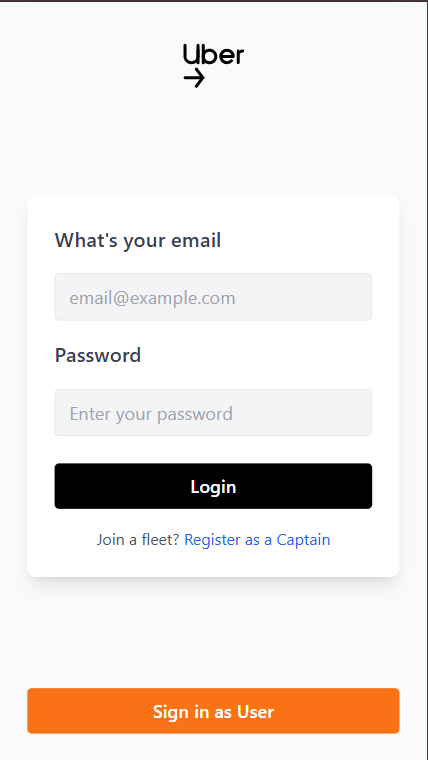 Uber
What's your email
email@example.com
Password
Enter your password
Login
Join a fleet? Register as a Captain
Sign in as User